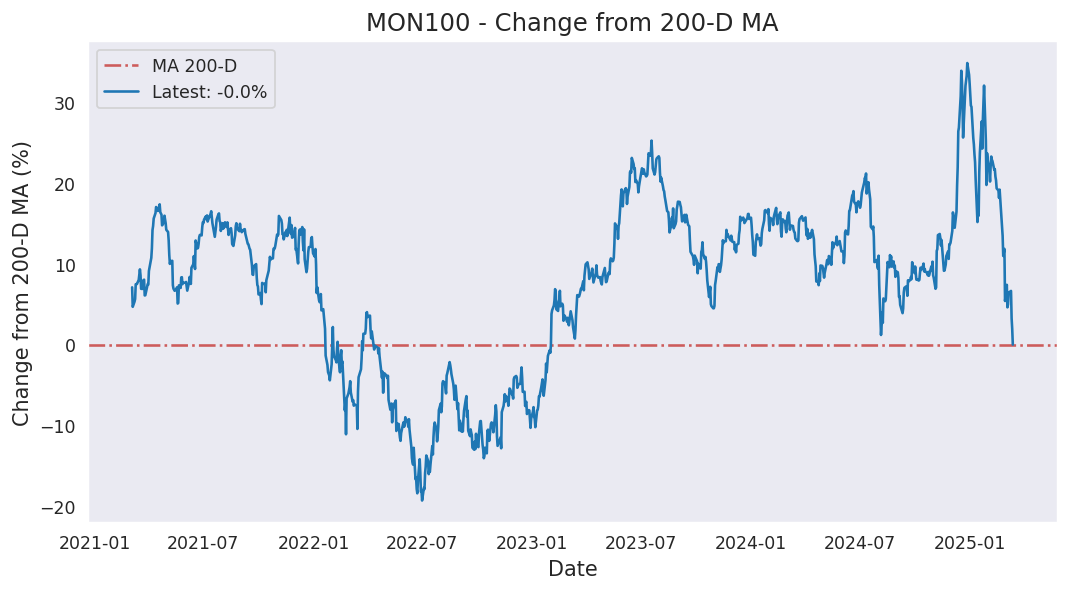 MON100 - Change from 200-D MA
MA 200-D
Latest: -0.0%
Change from 200-D MA (%)
30
20
10
0
−10
−20
2021-01 2021-07 2022-01 2022-07 2023-01 2023-07 2024-01 2024-07 2025-01
Date